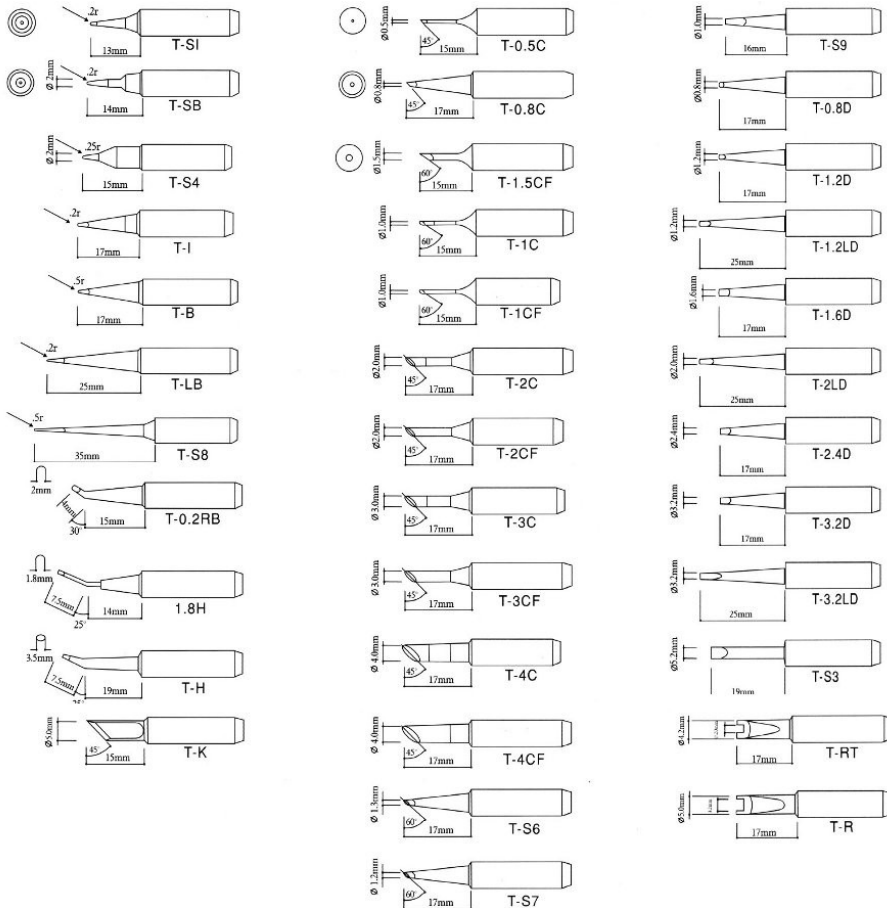 .2r
13mm
T-SI
Ø 2mm
.2r
14mm
T-SB
Ø 2mm
.25r
15mm
T-S4
.2r
17mm
T-I
.5r
17mm
T-B
.2r
25mm
T-LB
.5r
35mm
T-S8
2mm
4mm
30°
15mm
T-0.2RB
1.8mm
7.5mm
25°
14mm
1.8H
3.5mm
7.5mm
19mm
T-H
Ø5.0mm
45°
15mm
T-K
Ø0.5mm
45°
15mm
T-0.5C
Ø0.8mm
45°
17mm
T-0.8C
Ø1.5mm
60°
15mm
T-1.5CF
Ø1.0mm
60°
15mm
T-1C
Ø1.0mm
60°
15mm
T-1CF
Ø2.0mm
45°
17mm
T-2C
Ø2.0mm
45°
17mm
T-2CF
Ø3.0mm
45°
17mm
T-3C
Ø3.0mm
45°
17mm
T-3CF
Ø 4.0mm
45°
17mm
T-4C
Ø 4.0mm
45°
17mm
T-4CF
Ø 1.3mm
60°
17mm
T-S6
Ø 1.2mm
60°
17mm
T-S7
Ø1.0mm
16mm
T-S9
Ø0.8mm
17mm
T-0.8D
Ø1.2mm
17mm
T-1.2D
Ø1.2mm
25mm
T-1.2LD
Ø1.6mm
17mm
T-1.6D
Ø2.0mm
25mm
T-2LD
Ø2.4mm
17mm
T-2.4D
Ø3.2mm
17mm
T-3.2D
Ø3.2mm
25mm
T-3.2LD
Ø5.2mm
19mm
T-S3
Ø4.2mm
17mm
T-RT
Ø5.0mm
17mm
T-R